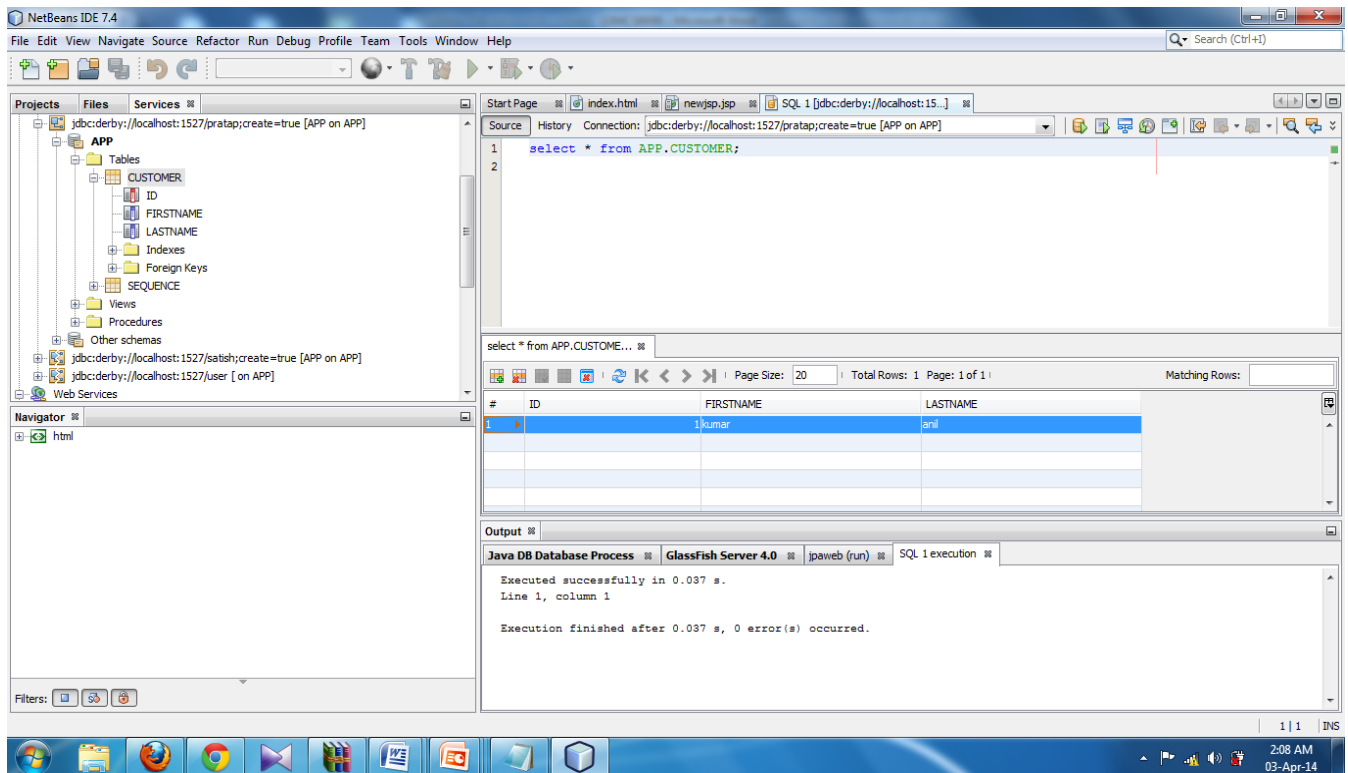 NetBeans IDE 7.4
File Edit View Navigate Source Refactor Run Debug Profile Team Tools Window Help
Search (Ctrl+I)
Projects Files Services
jdbc:derby://localhost:1527/pratap;create=true [APP on APP]
APP
Tables
CUSTOMER
ID
FIRSTNAME
LASTNAME
Indexes
Foreign Keys
SEQUENCE
Views
Procedures
Other schemas
jdbc:derby://localhost:1527/satish;create=true [APP on APP]
jdbc:derby://localhost:1527/user [ on APP]
Web Services
Navigator
html
Filters:
Start Page index.html newjsp.jsp SQL 1 [jdbc:derby://localhost:15...]
Source History Connection: jdbc:derby://localhost:1527/pratap;create=true [APP on APP]
1 select * from APP.CUSTOMER;
2
select * from APP.CUSTOME...
Page Size: 20 Total Rows: 1 Page: 1 of 1 Matching Rows:
# ID FIRSTNAME LASTNAME
1 1 kumar anil
Output
Java DB Database Process GlassFish Server 4.0 jpaweb (run) SQL 1 execution
Executed successfully in 0.037 s.
Line 1, column 1
Execution finished after 0.037 s, 0 error(s) occurred.
1 | 1 INS
2:08 AM
03-Apr-14